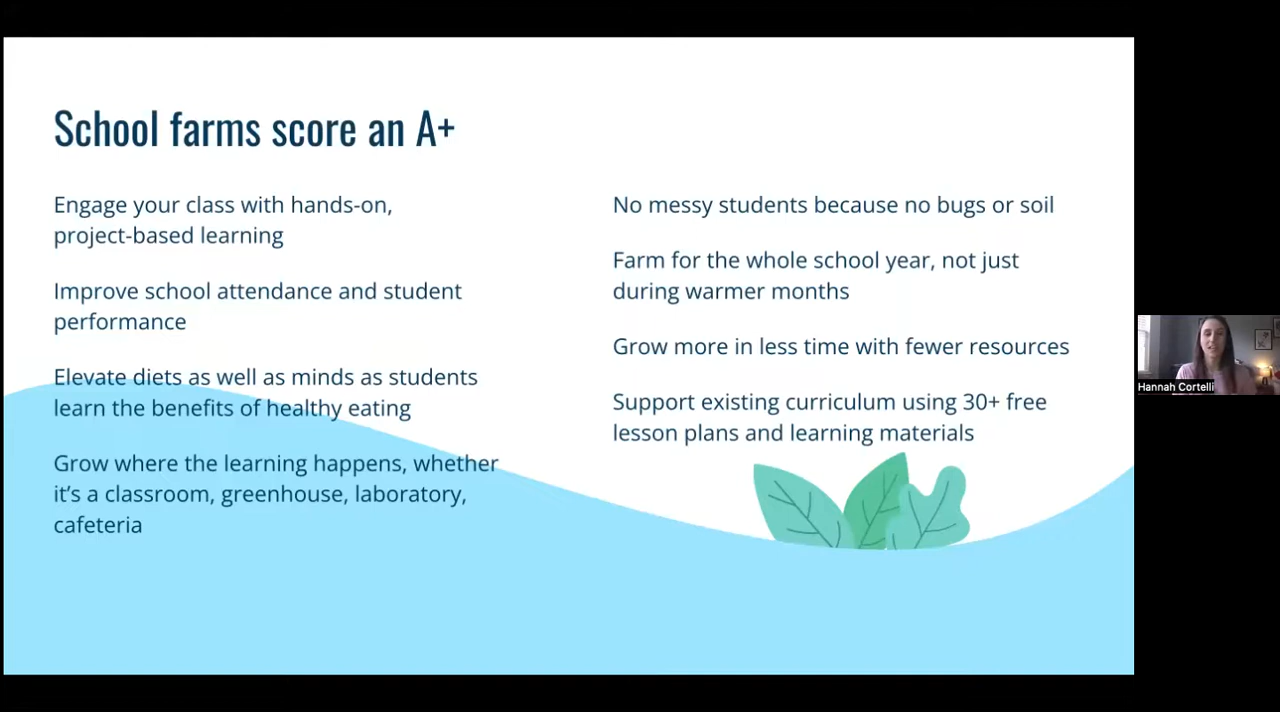 School farms score an A+
Engage your class with hands-on,
project-based learning
Improve school attendance and student
performance
Elevate diets as well as minds as students
learn the benefits of healthy eating
Grow where the learning happens, whether
it's a classroom, greenhouse, laboratory,
cafeteria
No messy students because no bugs or soil
Farm for the whole school year, not just
during warmer months
Grow more in less time with fewer resources
Support existing curriculum using 30+ free
lesson plans and learning materials
Hannah Cortelli